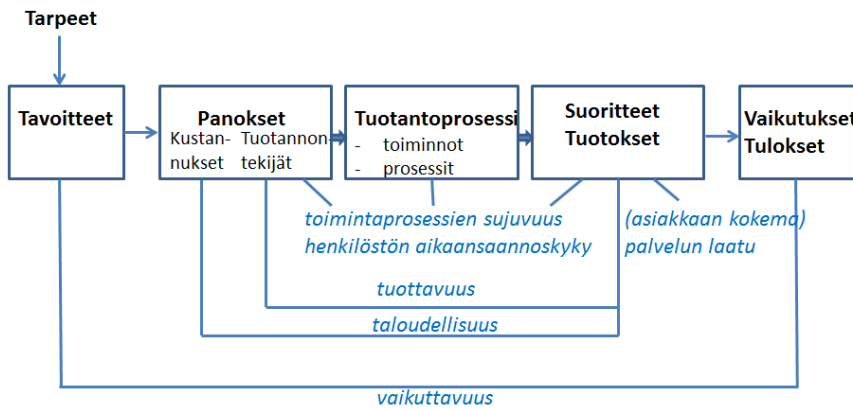 Tarpeet
Tavoitteet
Panokset
Kustan- Tuotannon-
nukset tekijät
Tuotantoprosessi
- toiminnot
- prosessit
Suoritteet
Tuotokset
Vaikutukset
Tulokset
toimintaprosessien sujuvuus
henkilöstön aikaansaannoskyky
(asiakkaan kokema)
palvelun laatu
tuottavuus
taloudellisuus
vaikuttavuus